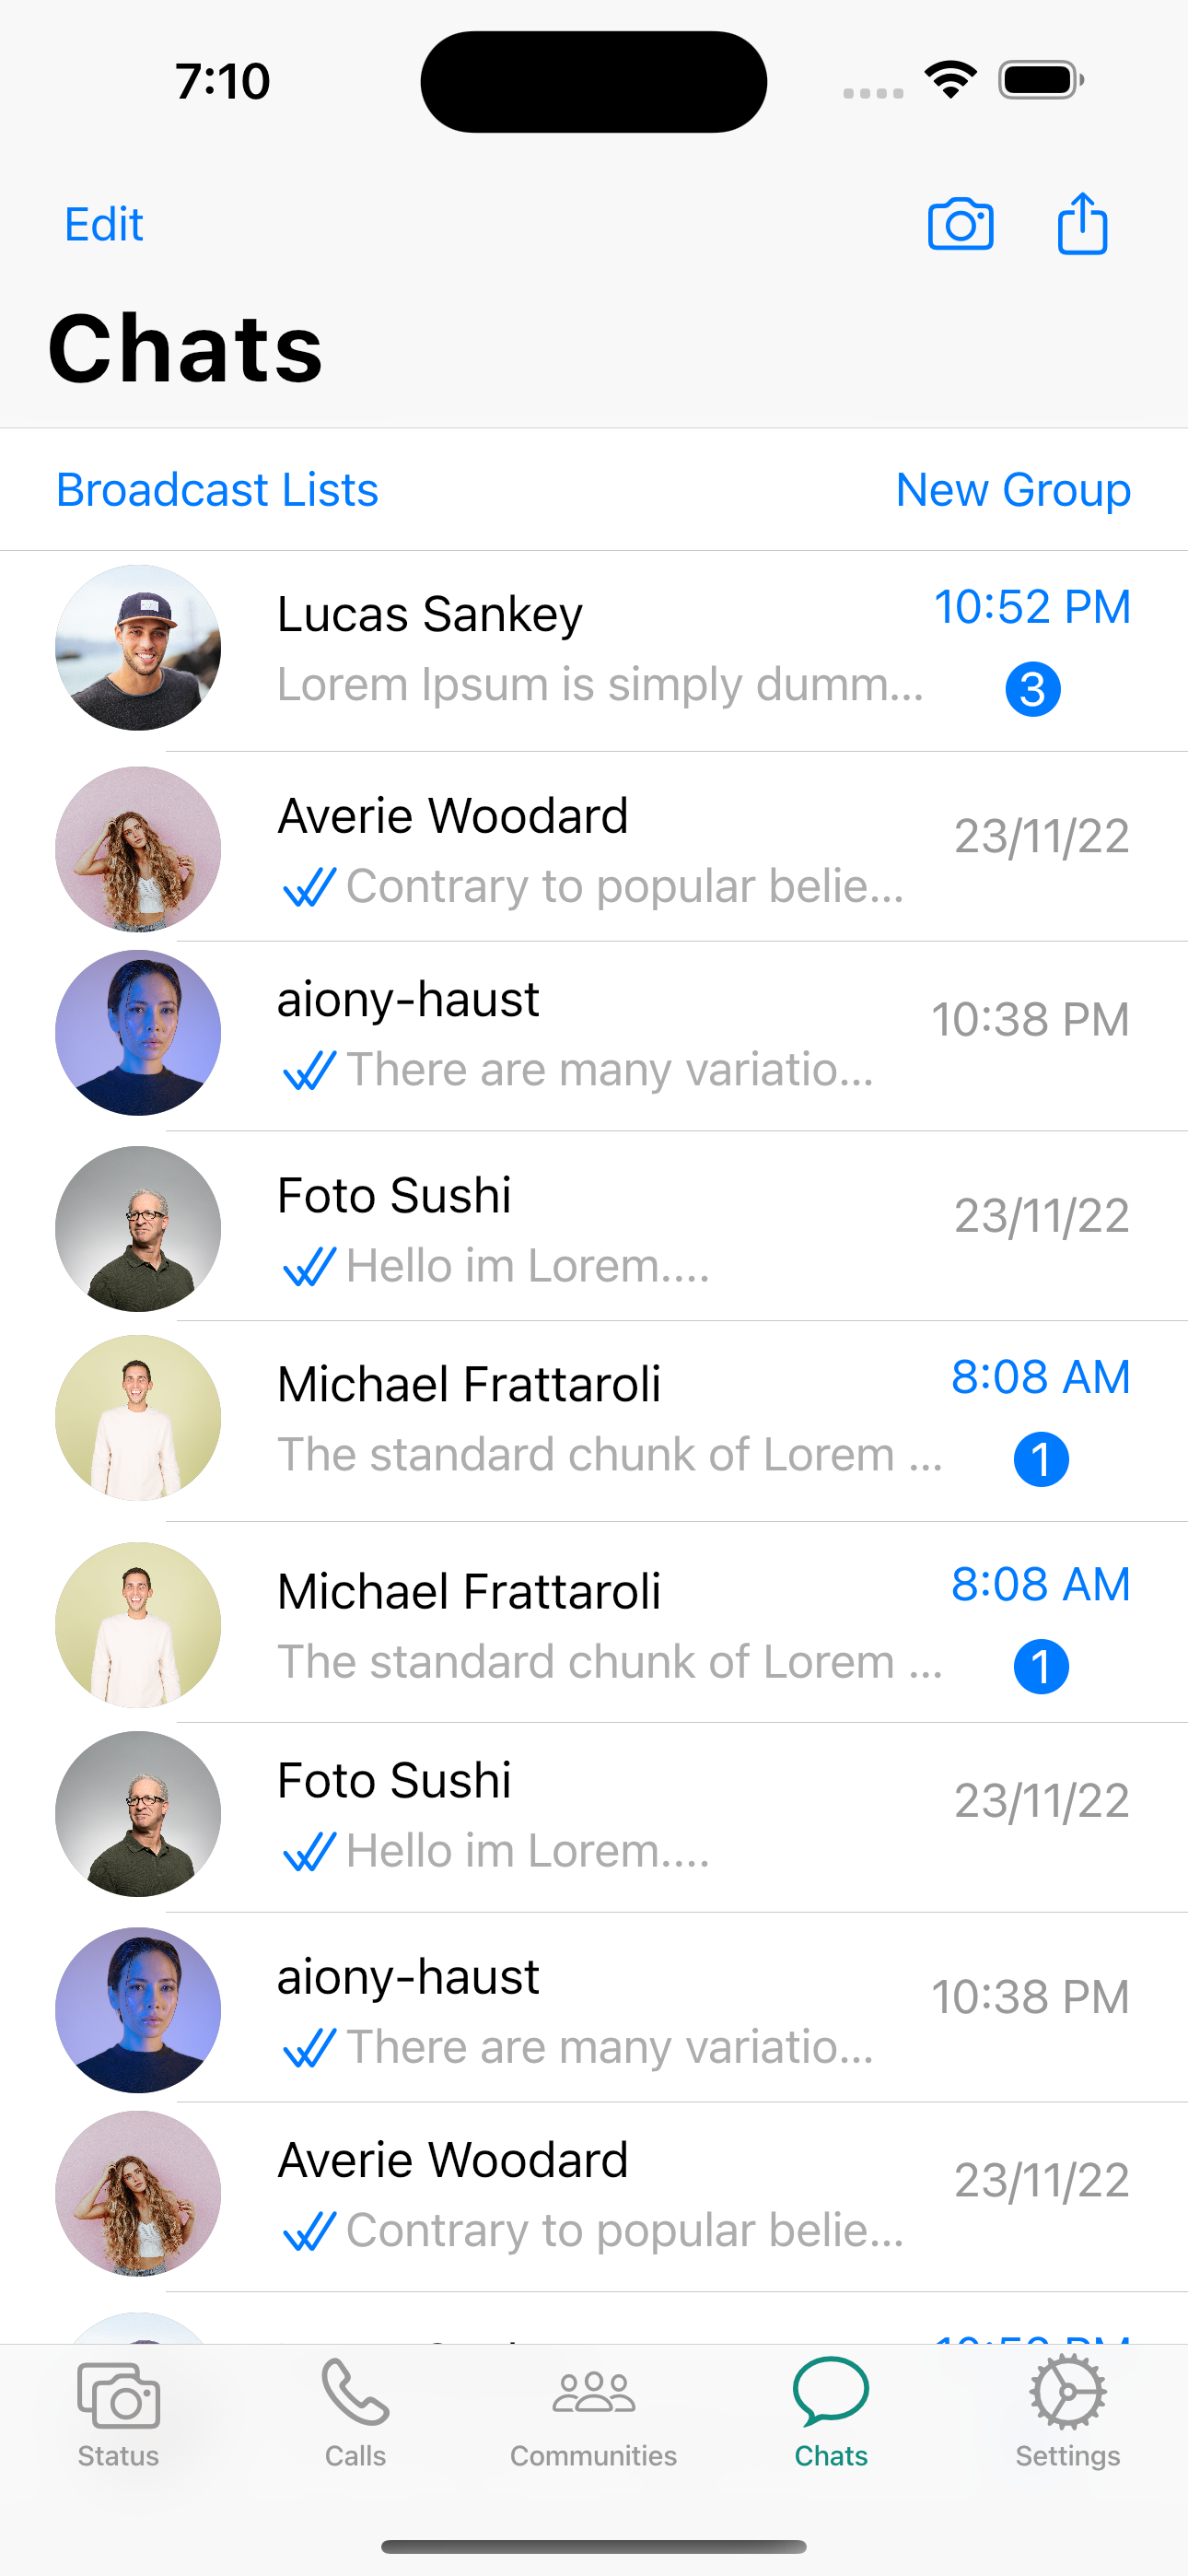 7:10
Edit
Chats
Broadcast Lists New Group
Lucas Sankey 10:52 PM
Lorem Ipsum is simply dumm... 3
Averie Woodard 23/11/22
Contrary to popular belie...
aiony-haust 10:38 PM
There are many variatio...
Foto Sushi 23/11/22
Hello im Lorem....
Michael Frattaroli 8:08 AM
The standard chunk of Lorem ... 1
Michael Frattaroli 8:08 AM
The standard chunk of Lorem ... 1
Foto Sushi 23/11/22
Hello im Lorem....
aiony-haust 10:38 PM
There are many variatio...
Averie Woodard 23/11/22
Contrary to popular belie...
Status Calls Communities Chats Settings